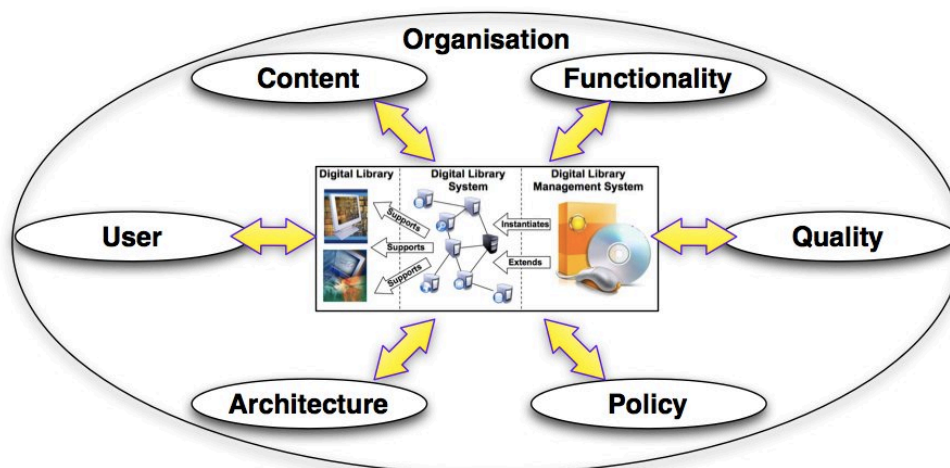 Organisation
Content
Functionality
Digital Library
Digital Library
System
Digital Library
Management System
Supports
Supports
Supports
Instantiates
Extends
User
Quality
Architecture
Policy